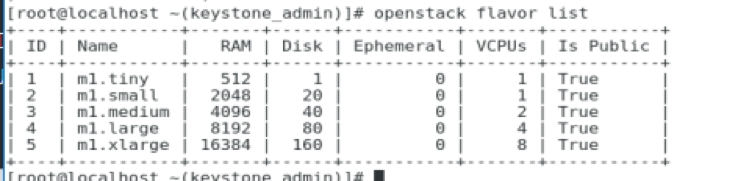 [root@localhost ~(keystone_admin)]# openstack flavor list
+----+-----------+-------+------+-----------+-------+-----------+
| ID | Name      |   RAM | Disk | Ephemeral | VCPUs | Is Public |
+----+-----------+-------+------+-----------+-------+-----------+
| 1  | m1.tiny   |   512 |    1 |         0 |     1 | True      |
| 2  | m1.small  |  2048 |   20 |         0 |     1 | True      |
| 3  | m1.medium |  4096 |   40 |         0 |     2 | True      |
| 4  | m1.large  |  8192 |   80 |         0 |     4 | True      |
| 5  | m1.xlarge | 16384 |  160 |         0 |     8 | True      |
+----+-----------+-------+------+-----------+-------+-----------+
[root@localhost ~(keystone_admin)]#